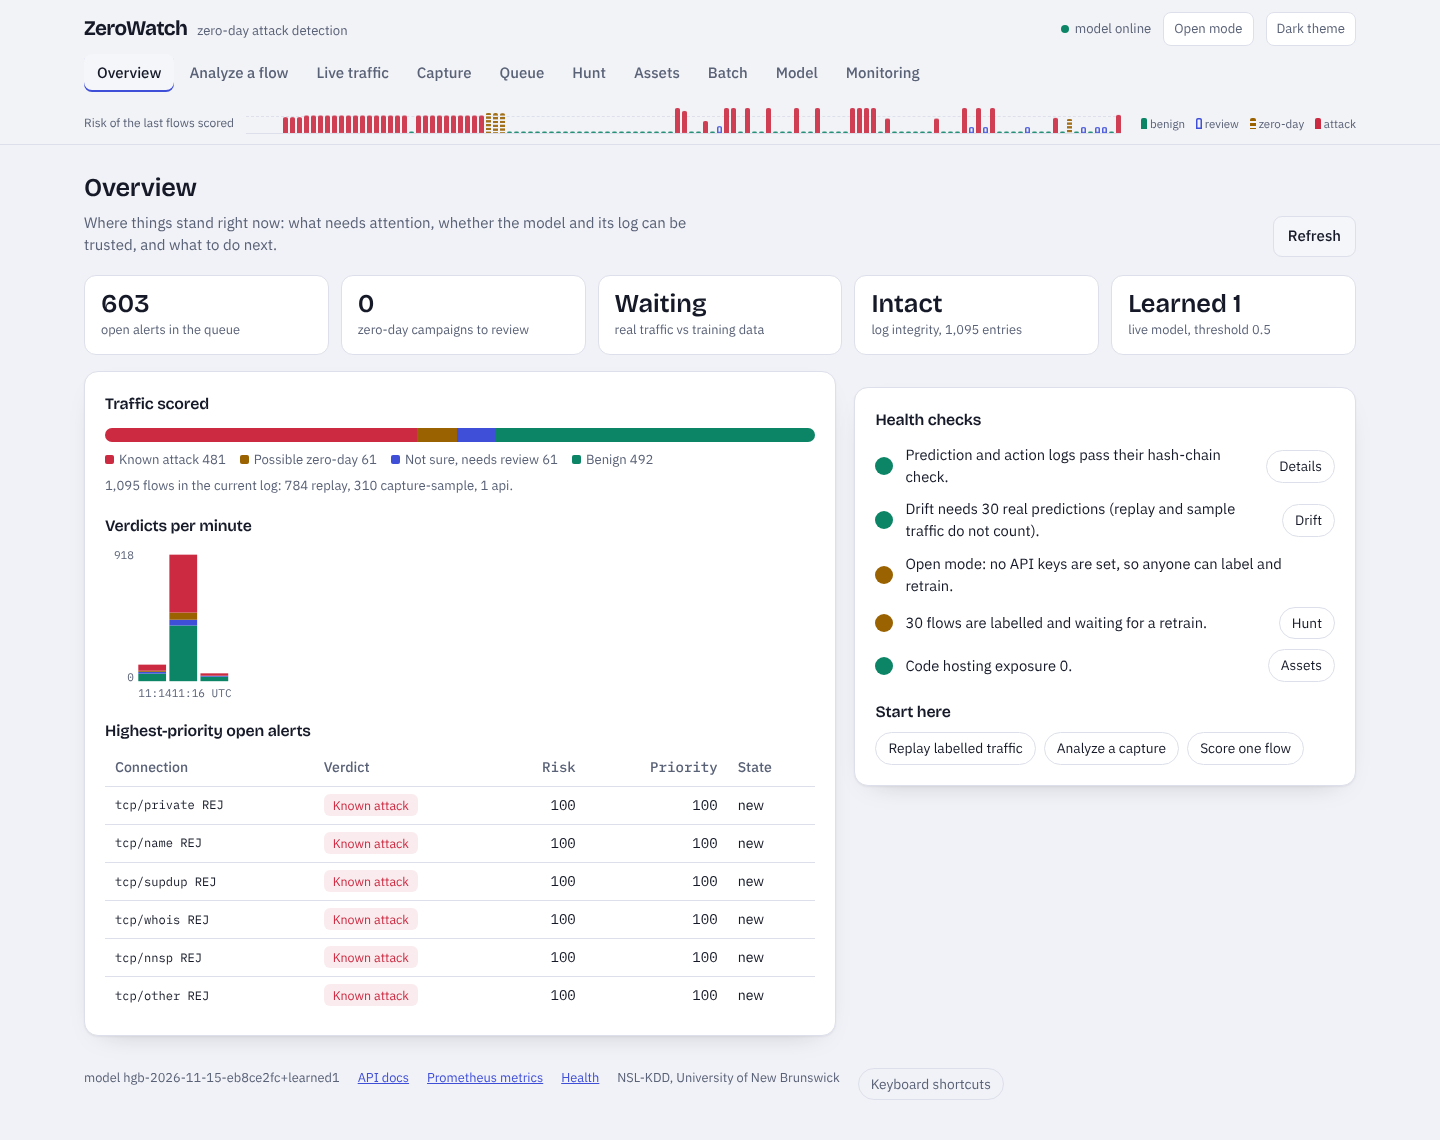 ZeroWatch zero-day attack detection
model online
Open mode
Dark theme
Overview Analyze a flow Live traffic Capture Queue Hunt Assets Batch Model Monitoring
Risk of the last flows scored
benign review zero-day attack
Overview
Where things stand right now: what needs attention, whether the model and its log can be
trusted, and what to do next.
Refresh
603
open alerts in the queue
0
zero-day campaigns to review
Waiting
real traffic vs training data
Intact
log integrity, 1,095 entries
Learned 1
live model, threshold 0.5
Traffic scored
Known attack 481 Possible zero-day 61 Not sure, needs review 61 Benign 492
1,095 flows in the current log: 784 replay, 310 capture-sample, 1 api.
Verdicts per minute
918
0
11:1411:16 UTC
Highest-priority open alerts
Connection Verdict Risk Priority State
tcp/private REJ Known attack 100 100 new
tcp/name REJ Known attack 100 100 new
tcp/supdup REJ Known attack 100 100 new
tcp/whois REJ Known attack 100 100 new
tcp/nnsp REJ Known attack 100 100 new
tcp/other REJ Known attack 100 100 new
Health checks
Prediction and action logs pass their hash-chain
check.
Details
Drift needs 30 real predictions (replay and sample
traffic do not count).
Drift
Open mode: no API keys are set, so anyone can label and
retrain.
30 flows are labelled and waiting for a retrain.
Hunt
Code hosting exposure 0.
Assets
Start here
Replay labelled traffic
Analyze a capture
Score one flow
model hgb-2026-11-15-eb8ce2fc+learned1 API docs Prometheus metrics Health NSL-KDD, University of New Brunswick Keyboard shortcuts